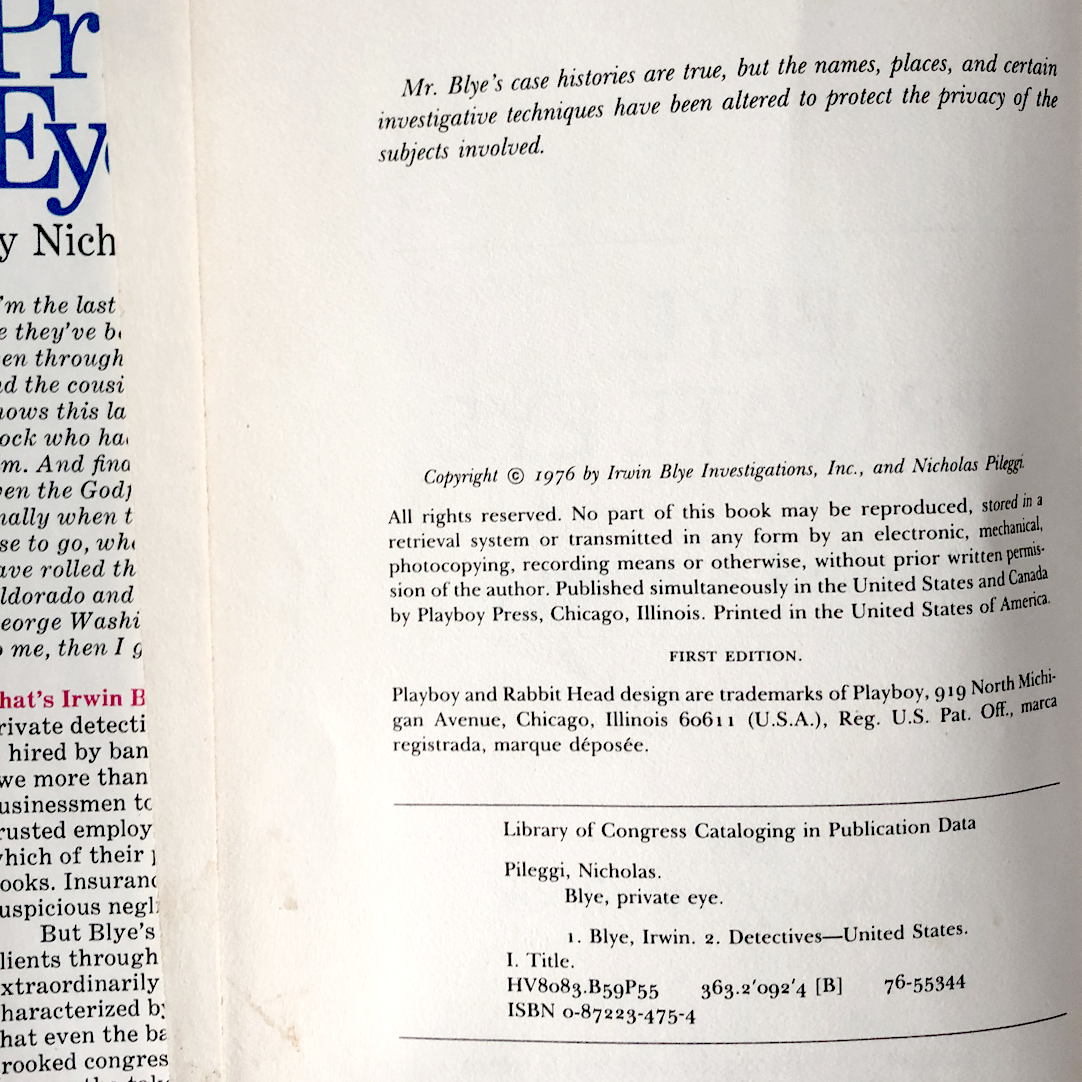 Pr
Eye
y Nich
'm the last
e they've be
en through
nd the cousi
nows this la
ock who ha
m. And fina
ven the Godf
nally when t
se to go, whe
ave rolled th
ldorado and
eorge Washi
o me, then I g
hat's Irwin B
rivate detecti
hired by ban
we more than
usinessmen to
rusted employ
which of their p
ooks. Insuranc
uspicious negli
But Blye's
lients through
xtraordinarily
haracterized by
hat even the ba
rooked congres
Mr. Blye's case histories are true, but the names, places, and certain
investigative techniques have been altered to protect the privacy of the
subjects involved.
Copyright © 1976 by Irwin Blye Investigations, Inc., and Nicholas Pileggi.
All rights reserved. No part of this book may be reproduced, stored in a
retrieval system or transmitted in any form by an electronic, mechanical,
photocopying, recording means or otherwise, without prior written permis-
sion of the author. Published simultaneously in the United States and Canada
by Playboy Press, Chicago, Illinois. Printed in the United States of America.
FIRST EDITION.
Playboy and Rabbit Head design are trademarks of Playboy, 919 North Michi-
gan Avenue, Chicago, Illinois 60611 (U.S.A.), Reg. U.S. Pat. Off., marca
registrada, marque déposée.
Library of Congress Cataloging in Publication Data
Pileggi, Nicholas.
Blye, private eye.
1. Blye, Irwin. 2. Detectives—United States.
I. Title.
HV8083.B59P55 363.2'092'4 [B] 76-55344
ISBN 0-87223-475-4